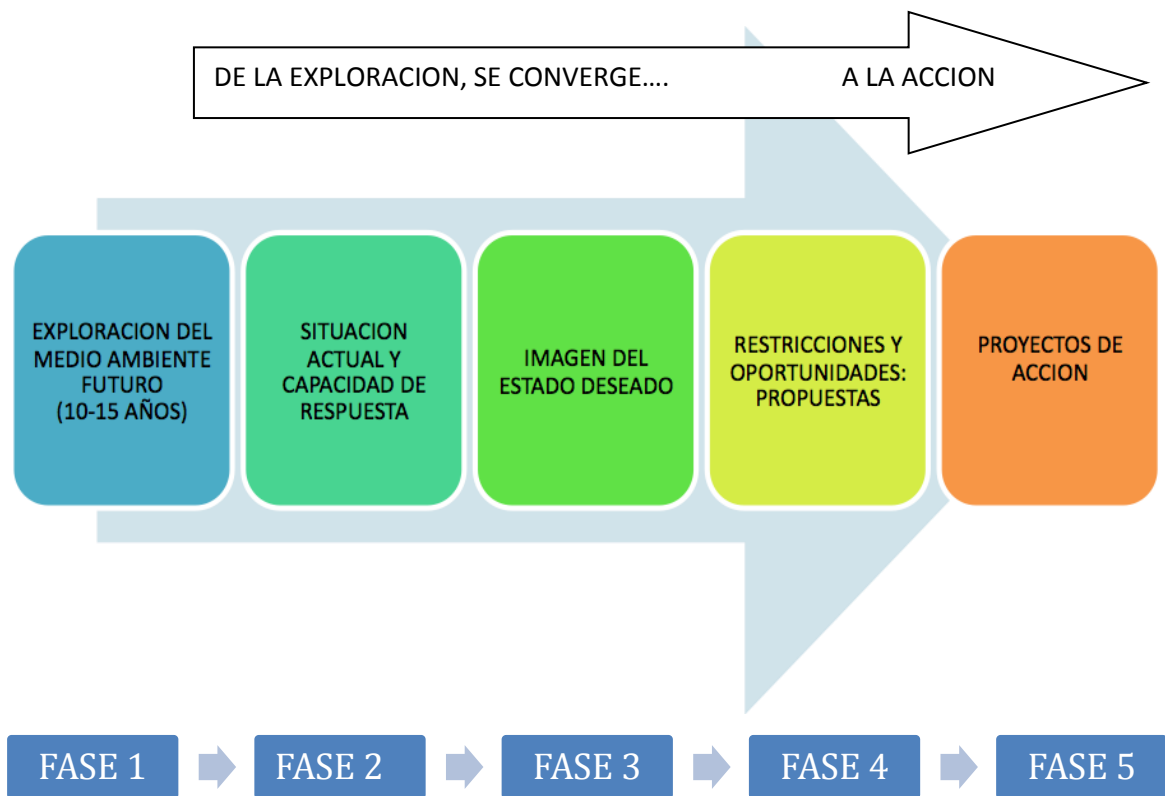 DE LA EXPLORACION, SE CONVERGE.... A LA ACCION
EXPLORACION DEL
MEDIO AMBIENTE
FUTURO
(10-15 AÑOS)
SITUACION
ACTUAL Y
CAPACIDAD DE
RESPUESTA
IMAGEN DEL
ESTADO DESEADO
RESTRICCIONES Y
OPORTUNIDADES:
PROPUESTAS
PROYECTOS DE
ACCION
FASE 1
FASE 2
FASE 3
FASE 4
FASE 5